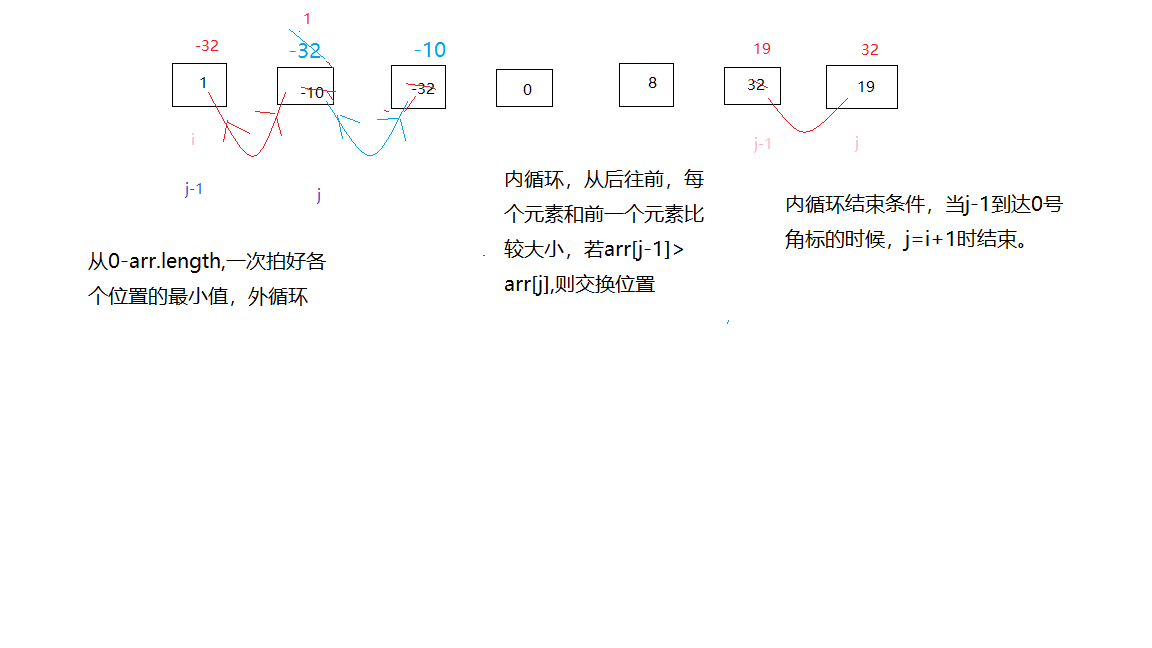 1
-32 -32 -10 19 32
1 -10 -32 0 8 32 19
i j-1 j
j-1 j
内循环，从后往前，每
个元素和前一个元素比
较大小，若arr[j-1]>
arr[j],则交换位置
内循环结束条件，当j-1到达0号
角标的时候，j=i+1时结束。
从0-arr.length,一次拍好各
个位置的最小值，外循环